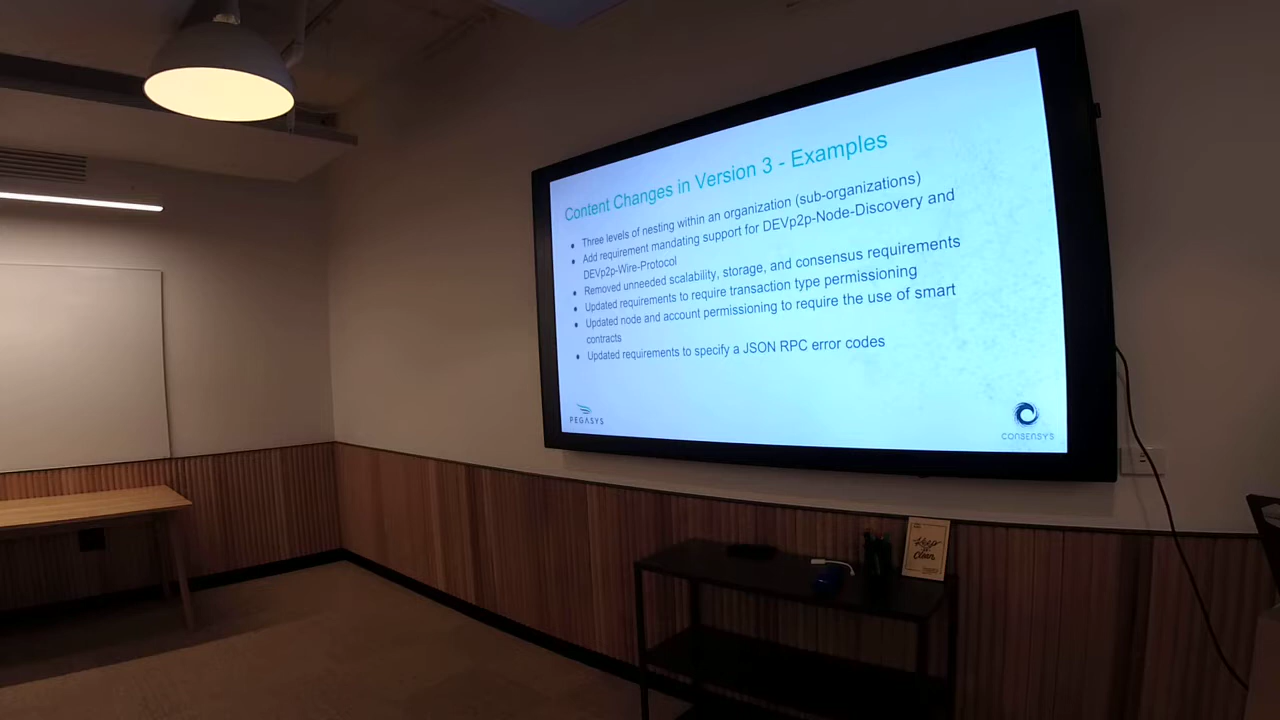 Content Changes in Version 3 - Examples
● Three levels of nesting within an organization (sub-organizations)
● Add requirement mandating support for DEVp2p-Node-Discovery and
DEVp2p-Wire-Protocol
● Removed unneeded scalability, storage, and consensus requirements
● Updated requirements to require transaction type permissioning
● Updated node and account permissioning to require the use of smart
contracts
● Updated requirements to specify a JSON RPC error codes
PEGASYS
CONSENSYS
Keep
it
clean